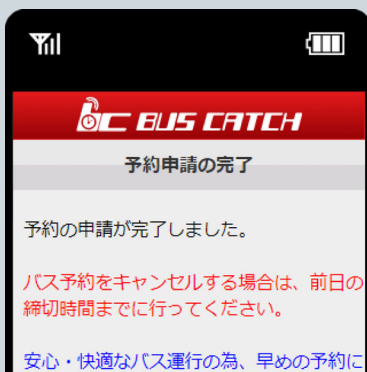 BUS CATCH
予約申請の完了
予約の申請が完了しました。
バス予約をキャンセルする場合は、前日の
締切時間までに行ってください。
安心・快適なバス運行の為、早めの予約に